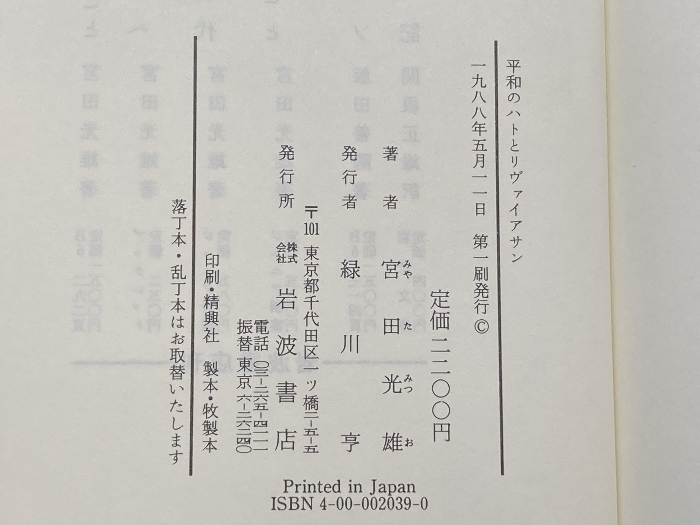 平和のハトとリヴァイアサン
一九八八年五月一一日 第一刷発行©
定価二二〇〇円
著者 宮田光雄
みや た みつ お
発行者 緑川亨
〒101 東京都千代田区一ツ橋二-五-五
発行所 株式会社 岩波書店
電話〇三-二六五-四一一一
振替東京六-二六二四〇
印刷・精興社 製本・牧製本
落丁本・乱丁本はお取替いたします
Printed in Japan
ISBN 4-00-002039-0